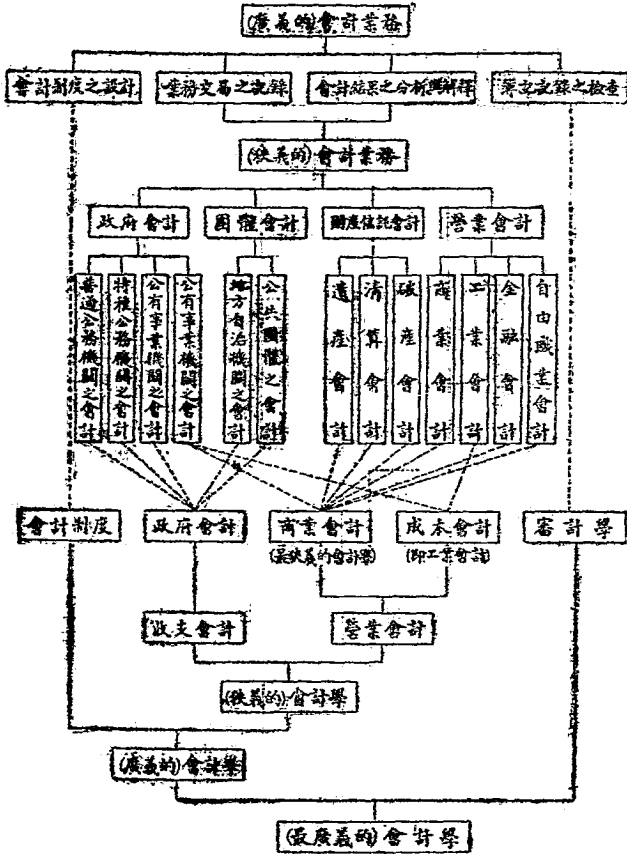 (廣義的)會計業務
會計制度之設計
業務交易之記錄
會計結果之分析與解釋
簿記記錄之檢查
(狹義的)會計業務
政府會計
團體會計
財產信託會計
營業會計
普通公務機關之會計
特種公務機關之會計
公有事業機關之會計
公有事業機關之會計
地方自治機關之會計
公共團體之會計
遺產會計
清算會計
破產會計
商業會計
工業會計
金融會計
自由職業會計
會計制度
政府會計
商業會計
成本會計
審計學
(最狹義的會計學)
(即工業會計)
收支會計
營業會計
(狹義的)會計學
(廣義的)會計學
(最廣義的)會計學